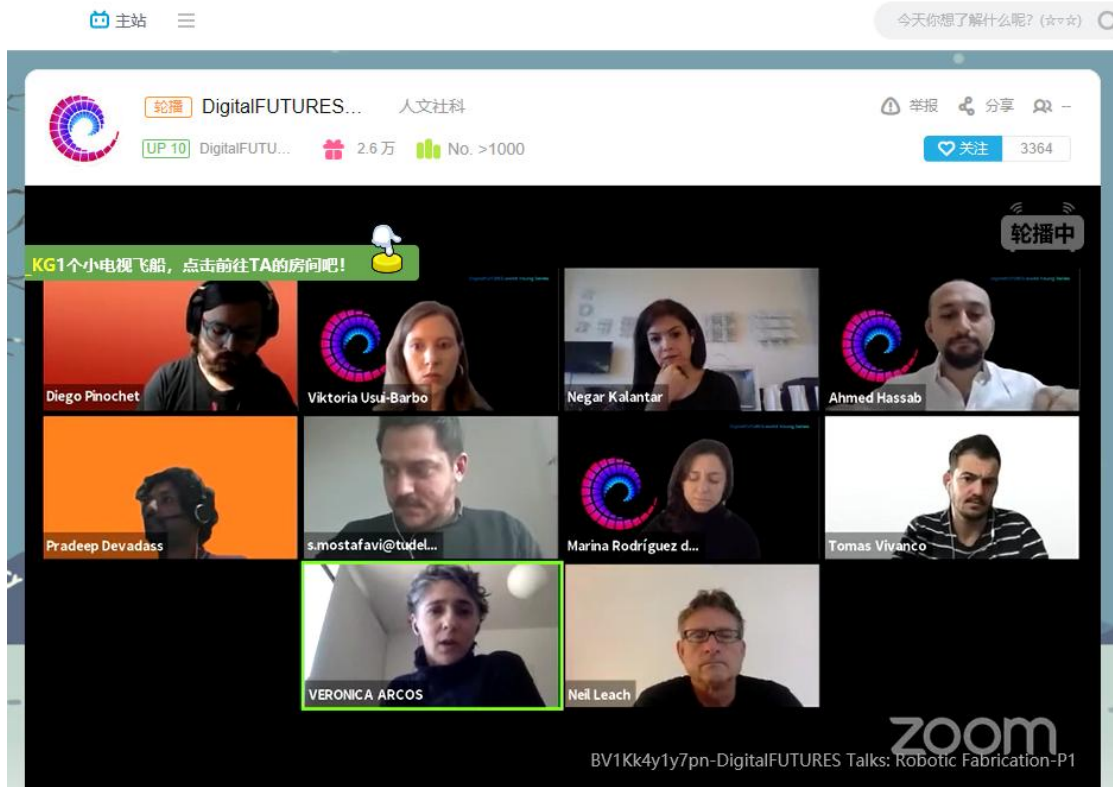 主站
今天你想了解什么呢? (☆▽☆)
轮播 DigitalFUTURES... 人文社科
举报 分享 --
UP 10 DigitalFUTU... 2.6万 No. >1000
关注 3364
轮播中
_KG1个小电视飞船，点击前往TA的房间吧！
Diego Pinochet
Viktoria Usui-Barbo
Negar Kalantar
Ahmed Hassab
Pradeep Devadass
s.mostafavi@tudel...
Marina Rodríguez d...
Tomas Vivanco
VERONICA ARCOS
Neil Leach
zoom
BV1Kk4y1y7pn-DigitalFUTURES Talks: Robotic Fabrication-P1